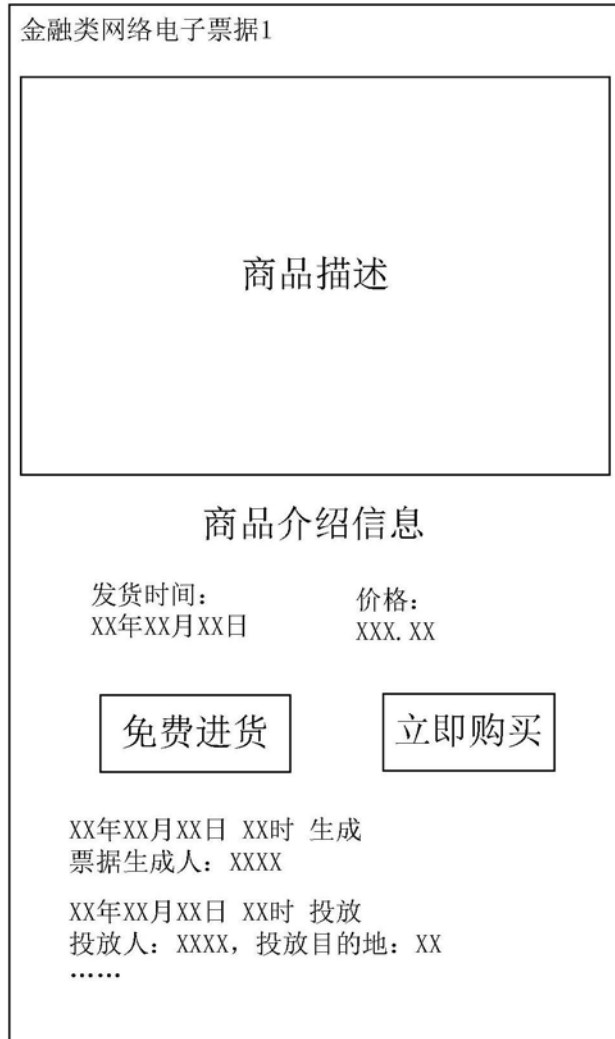 金融类网络电子票据1
商品描述
商品介绍信息
发货时间：
XX年XX月XX日
价格：
XXX.XX
免费进货
立即购买
XX年XX月XX日 XX时 生成
票据生成人：XXXX
XX年XX月XX日 XX时 投放
投放人：XXXX，投放目的地：XX
……